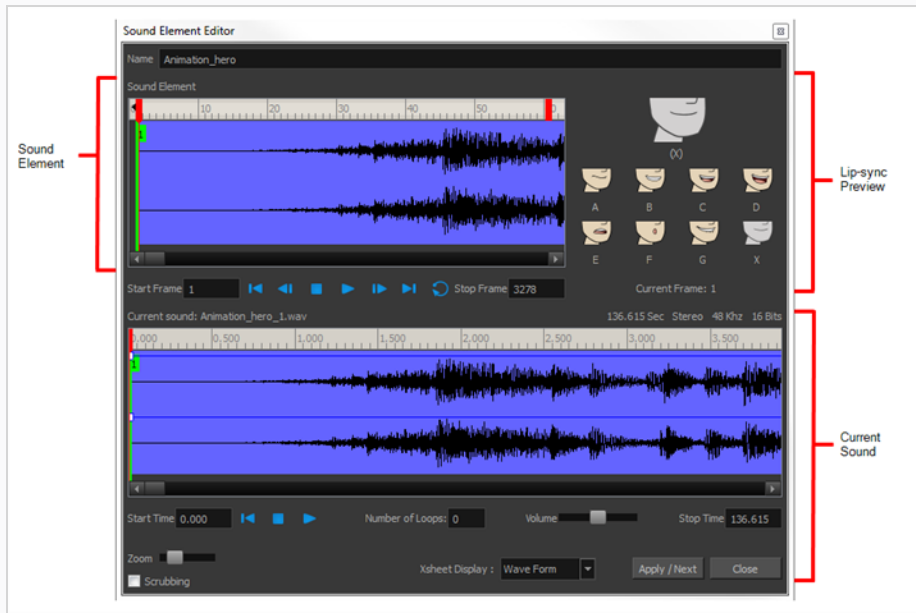 Sound Element Editor
Name Animation_hero
Sound Element
10 20 30 40 50
1
(X)
A B C D
E F G X
Sound
Element
Lip-sync
Preview
Start Frame 1 Stop Frame 3278 Current Frame: 1
Current sound: Animation_hero_1.wav 136.615 Sec Stereo 48 Khz 16 Bits
0.000 0.500 1.000 1.500 2.000 2.500 3.000 3.500
1
Current
Sound
Start Time 0.000 Number of Loops: 0 Volume Stop Time 136.615
Zoom
Scrubbing
Xsheet Display : Wave Form Apply / Next Close